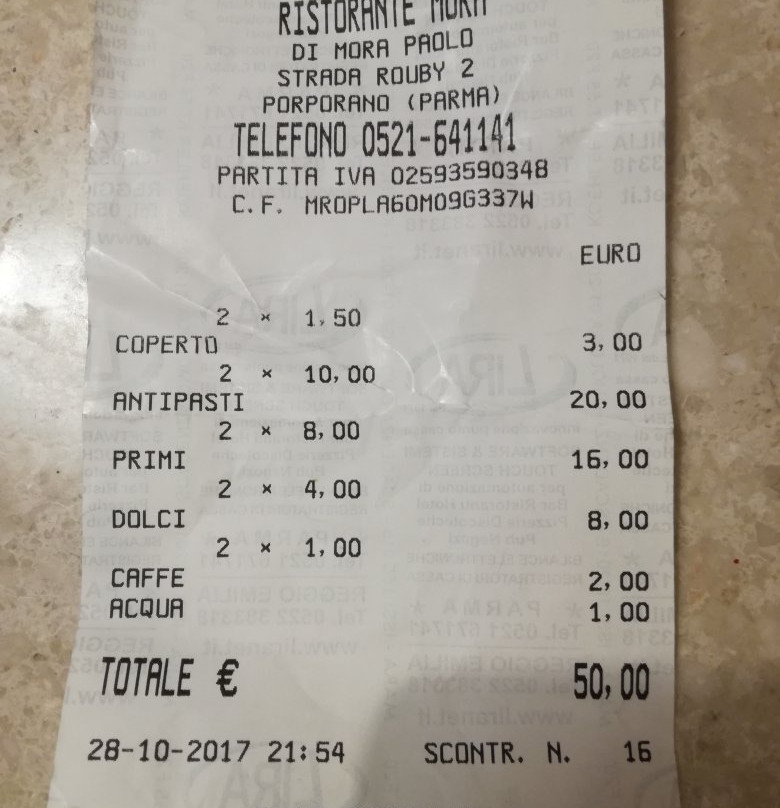 RISTORANTE MORA
DI MORA PAOLO
STRADA ROUBY 2
PORPORANO (PARMA)
TELEFONO 0521-641141
PARTITA IVA 02593590348
C.F. MROPLA60M09G337W
EURO
2 × 1,50
COPERTO 3,00
2 × 10,00
ANTIPASTI 20,00
2 × 8,00
PRIMI 16,00
2 × 4,00
DOLCI 8,00
2 × 1,00
CAFFE 2,00
ACQUA 1,00
TOTALE € 50,00
28-10-2017 21:54 SCONTR. N. 16